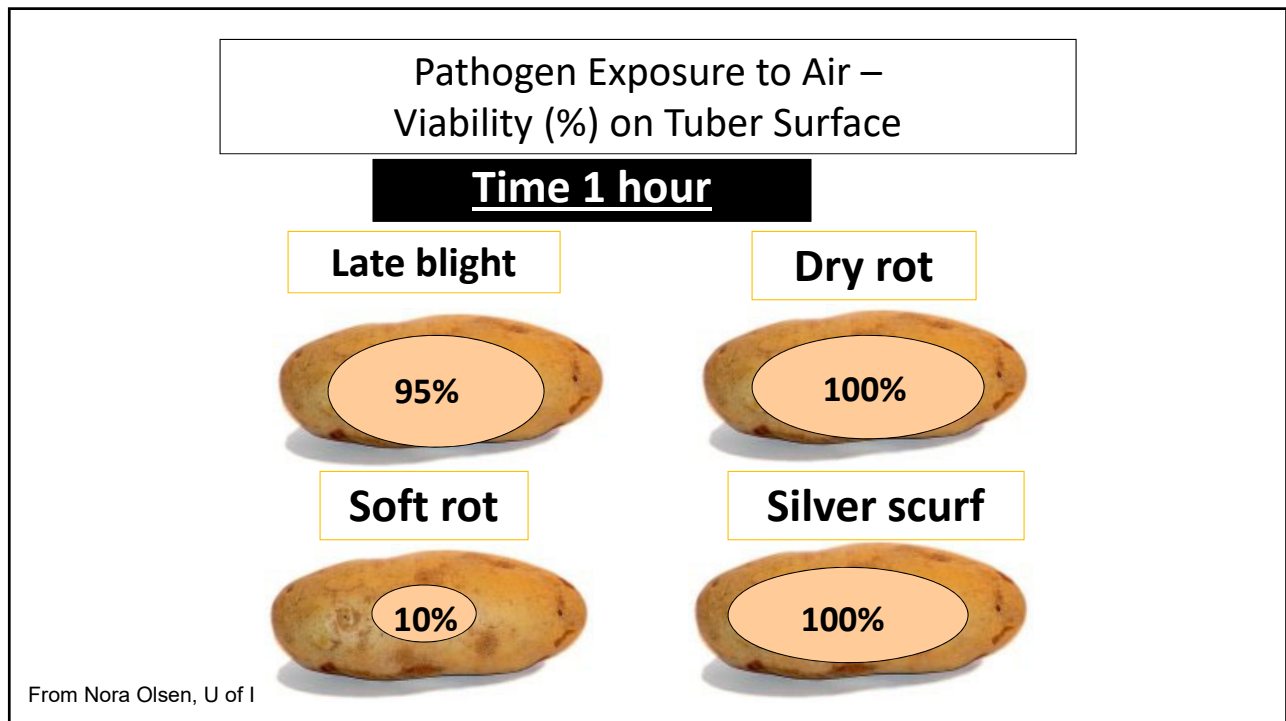 Pathogen Exposure to Air –
Viability (%) on Tuber Surface
Time 1 hour
Late blight
Dry rot
95%
100%
Soft rot
Silver scurf
10%
100%
From Nora Olsen, U of I